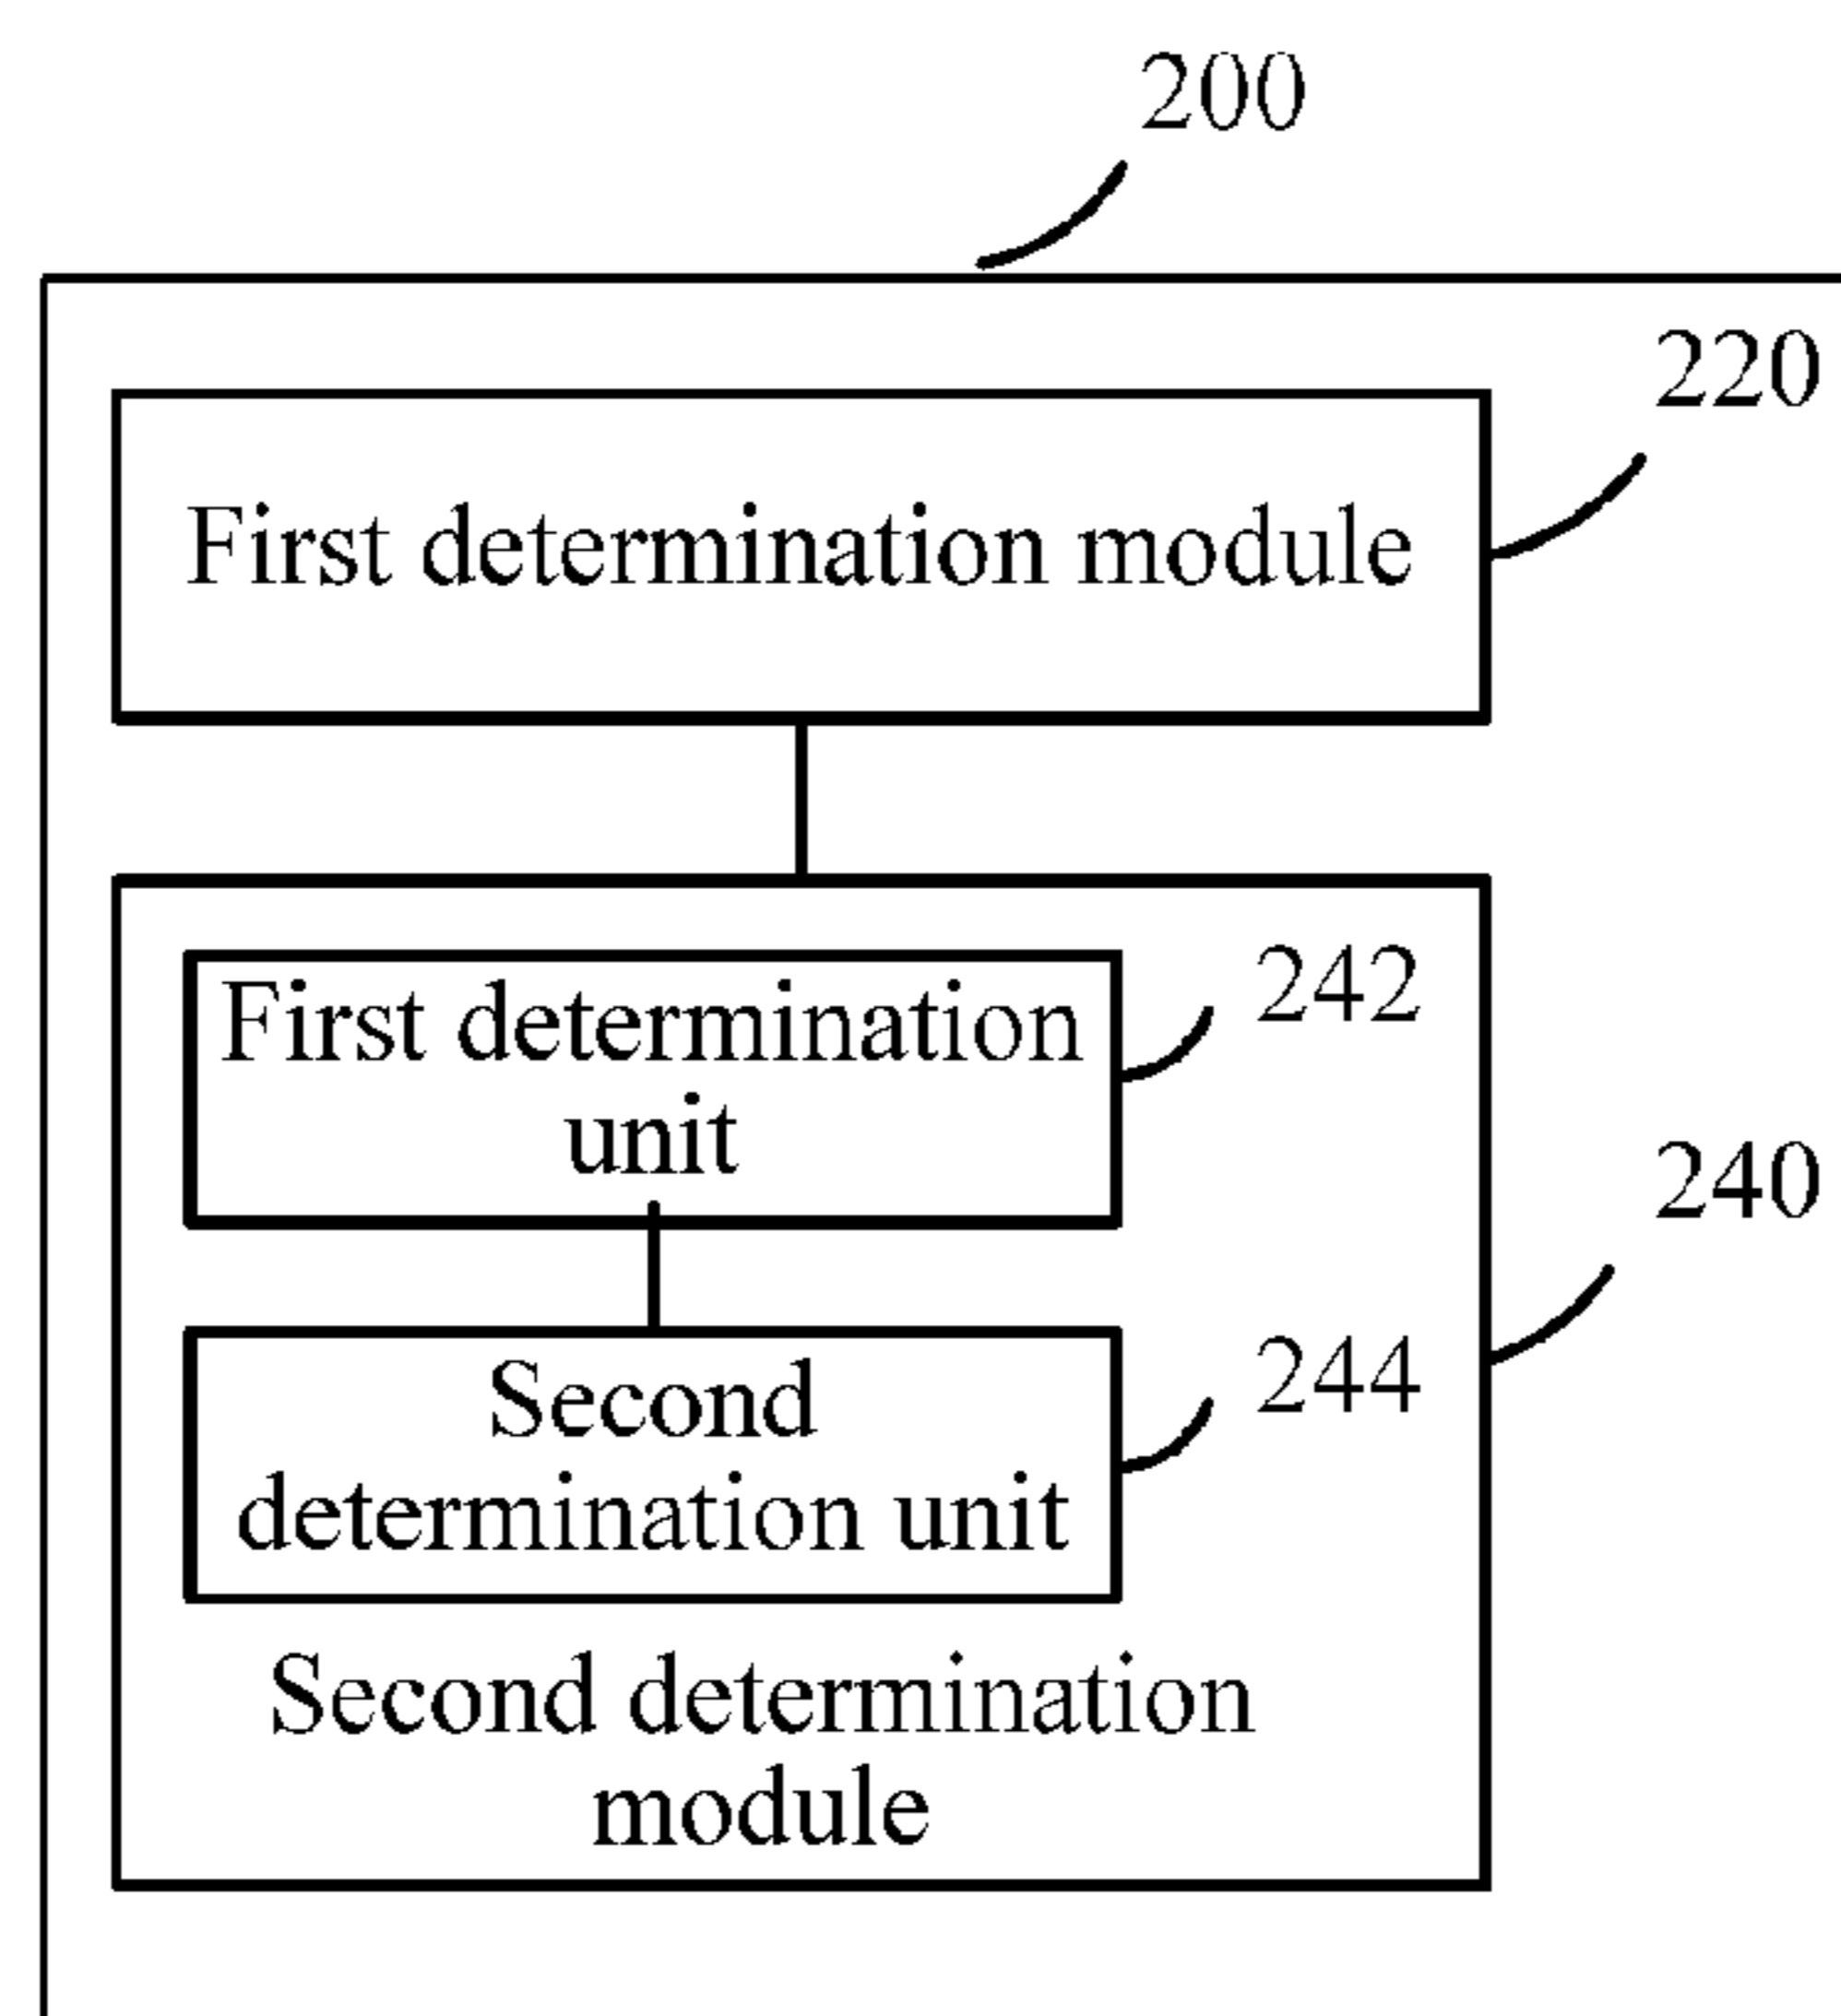 200
220
First determination module
242
First determination
unit
240
244
Second
determination unit
Second determination
module